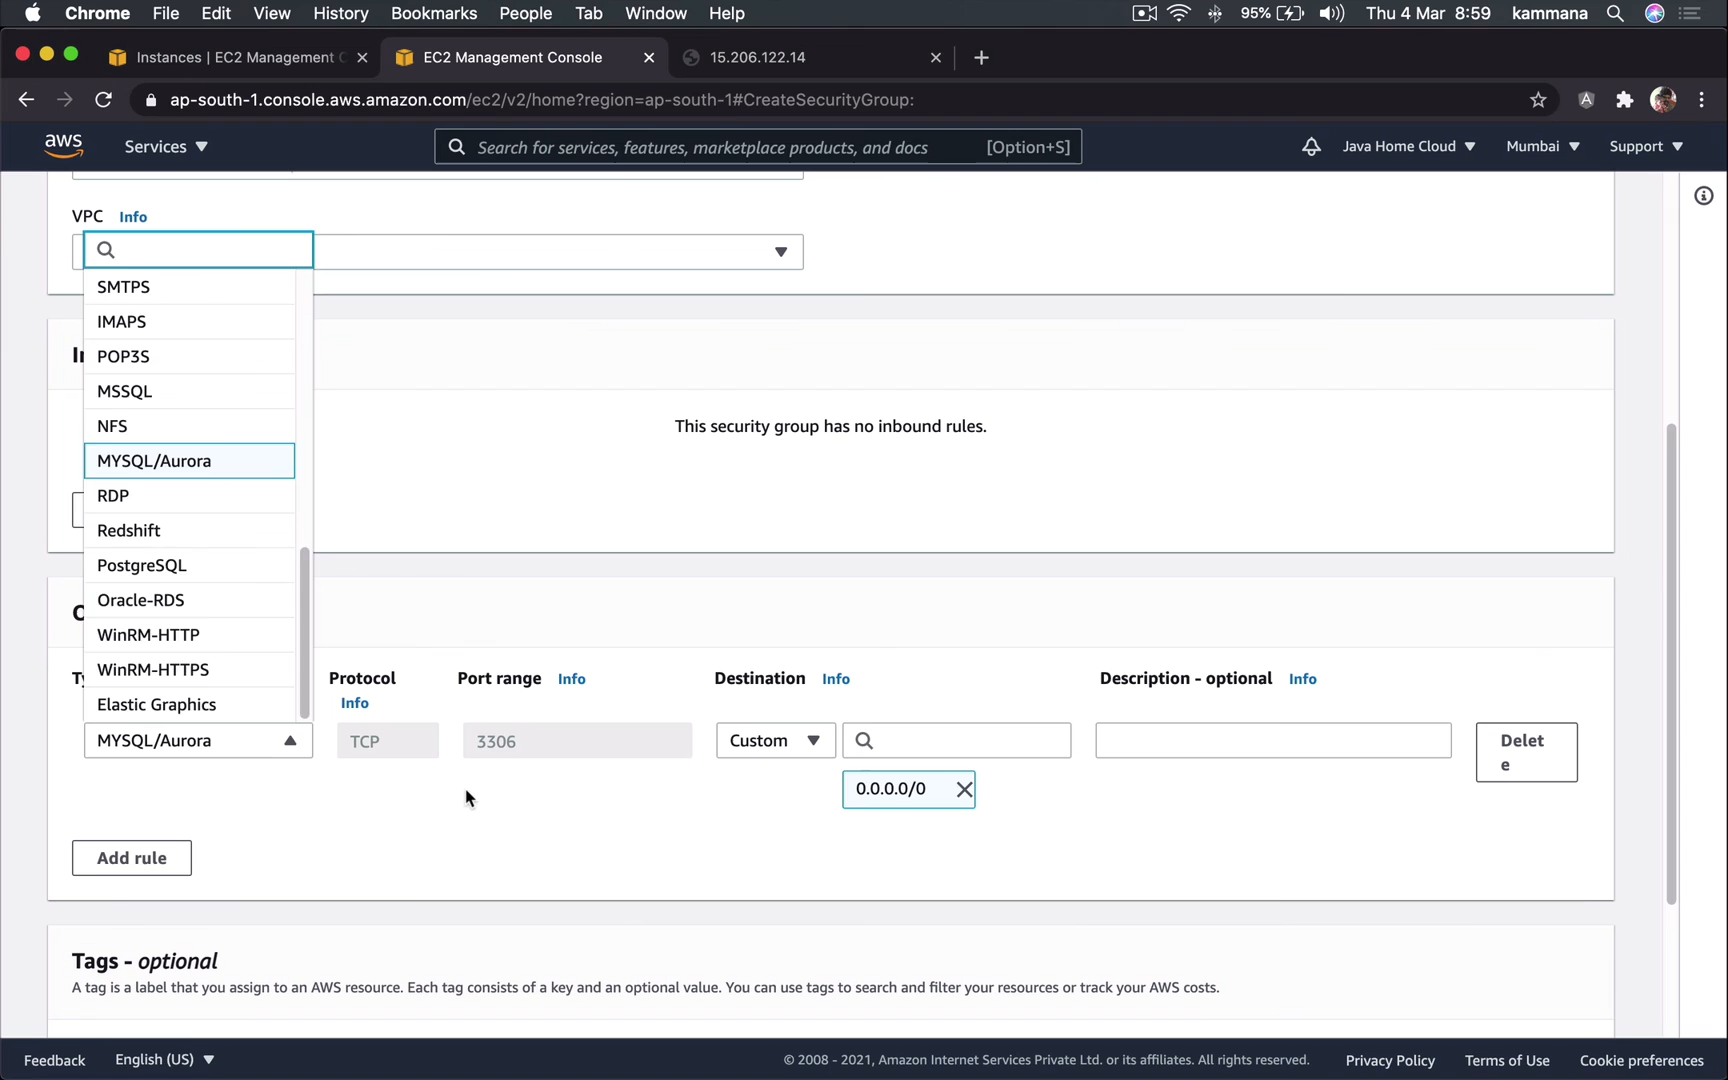 Chrome File Edit View History Bookmarks People Tab Window Help 95% Thu 4 Mar 8:59 kammana
Instances | EC2 Management C
EC2 Management Console
15.206.122.14
ap-south-1.console.aws.amazon.com/ec2/v2/home?region=ap-south-1#CreateSecurityGroup:
aws Services Search for services, features, marketplace products, and docs [Option+S] Java Home Cloud Mumbai Support
VPC Info
SMTPS
IMAPS
POP3S
MSSQL
NFS
MYSQL/Aurora
RDP
Redshift
PostgreSQL
Oracle-RDS
WinRM-HTTP
WinRM-HTTPS
Elastic Graphics
This security group has no inbound rules.
Protocol Info
Port range Info
Destination Info
Description - optional Info
MYSQL/Aurora TCP 3306 Custom
0.0.0.0/0
Delet
e
Add rule
Tags - optional
A tag is a label that you assign to an AWS resource. Each tag consists of a key and an optional value. You can use tags to search and filter your resources or track your AWS costs.
Feedback English (US) © 2008 - 2021, Amazon Internet Services Private Ltd. or its affiliates. All rights reserved. Privacy Policy Terms of Use Cookie preferences